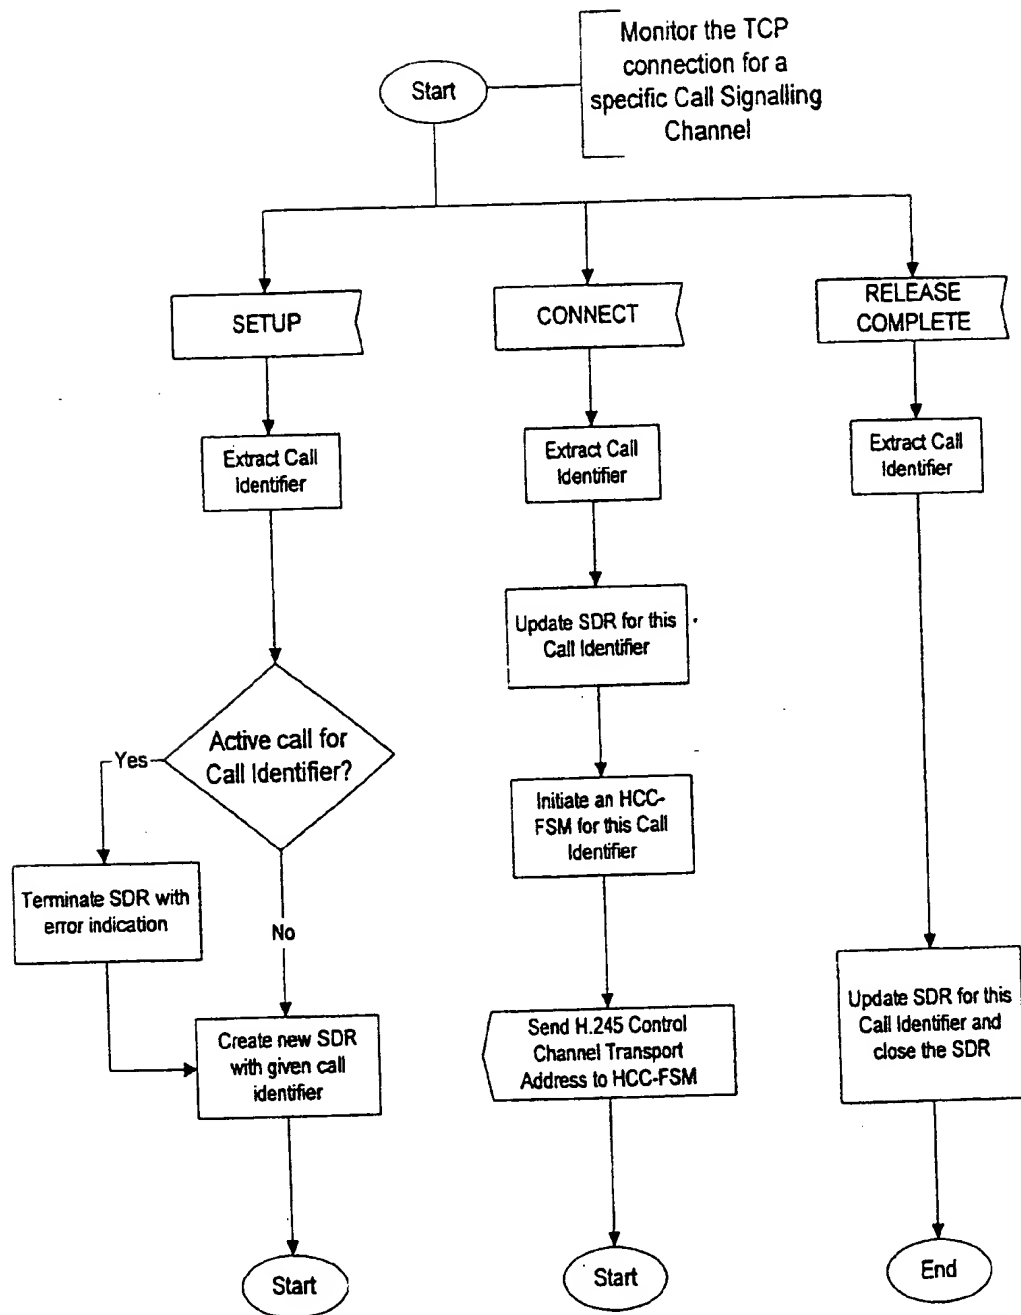 Start
Monitor the TCP
connection for a
specific Call Signalling
Channel
SETUP
CONNECT
RELEASE
COMPLETE
Extract Call
Identifier
Extract Call
Identifier
Extract Call
Identifier
Update SDR for this
Call Identifier
Active call for
Call Identifier?
Yes
No
Initiate an HCC-
FSM for this Call
Identifier
Terminate SDR with
error indication
Create new SDR
with given call
identifier
Send H.245 Control
Channel Transport
Address to HCC-FSM
Update SDR for this
Call Identifier and
close the SDR
Start
Start
End